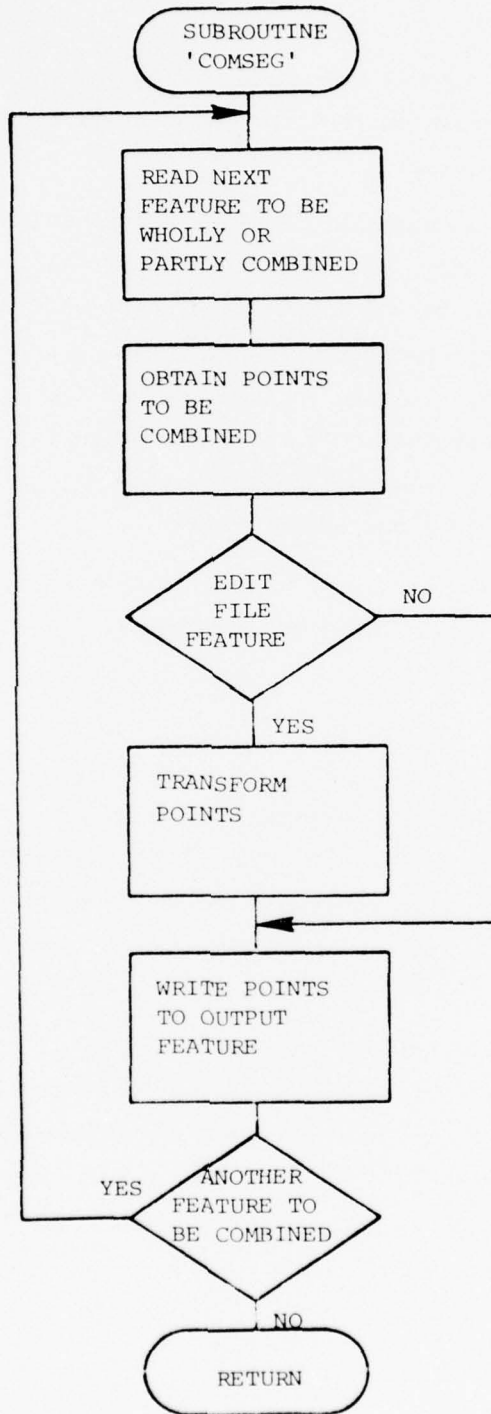 SUBROUTINE
'COMSEG'
READ NEXT
FEATURE TO BE
WHOLLY OR
PARTLY COMBINED
OBTAIN POINTS
TO BE
COMBINED
EDIT
FILE
FEATURE
NO
YES
TRANSFORM
POINTS
WRITE POINTS
TO OUTPUT
FEATURE
YES
ANOTHER
FEATURE TO
BE COMBINED
NO
RETURN